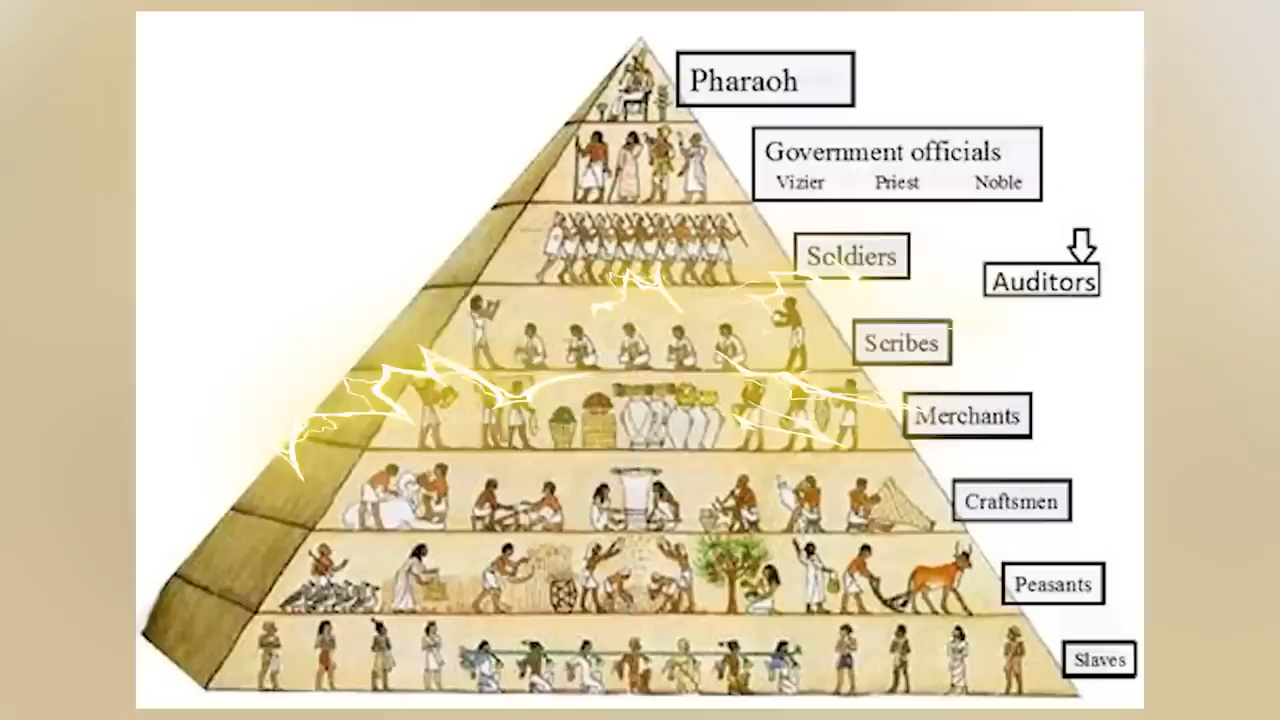 Pharaoh
Government officials
Vizier Priest Noble
Soldiers
Auditors
Scribes
Merchants
Craftsmen
Peasants
Slaves